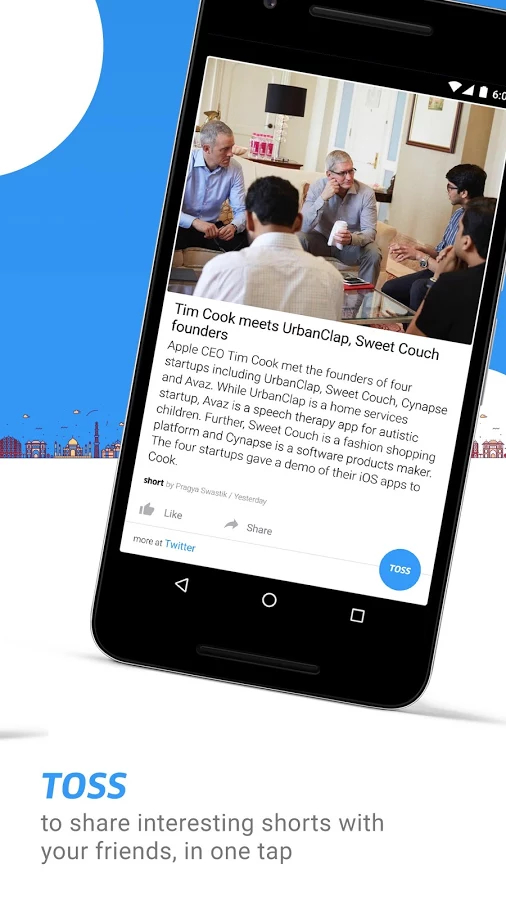 6:0
Tim Cook meets UrbanClap, Sweet Couch
founders
Apple CEO Tim Cook met the founders of four
startups including UrbanClap, Sweet Couch, Cynapse
and Avaz. While UrbanClap is a home services
startup, Avaz is a speech therapy app for autistic
children. Further, Sweet Couch is a fashion shopping
platform and Cynapse is a software products maker.
The four startups gave a demo of their iOS apps to
Cook.
short by Pragya Swastik / Yesterday
Like
Share
more at Twitter
TOSS
TOSS
to share interesting shorts with
your friends, in one tap